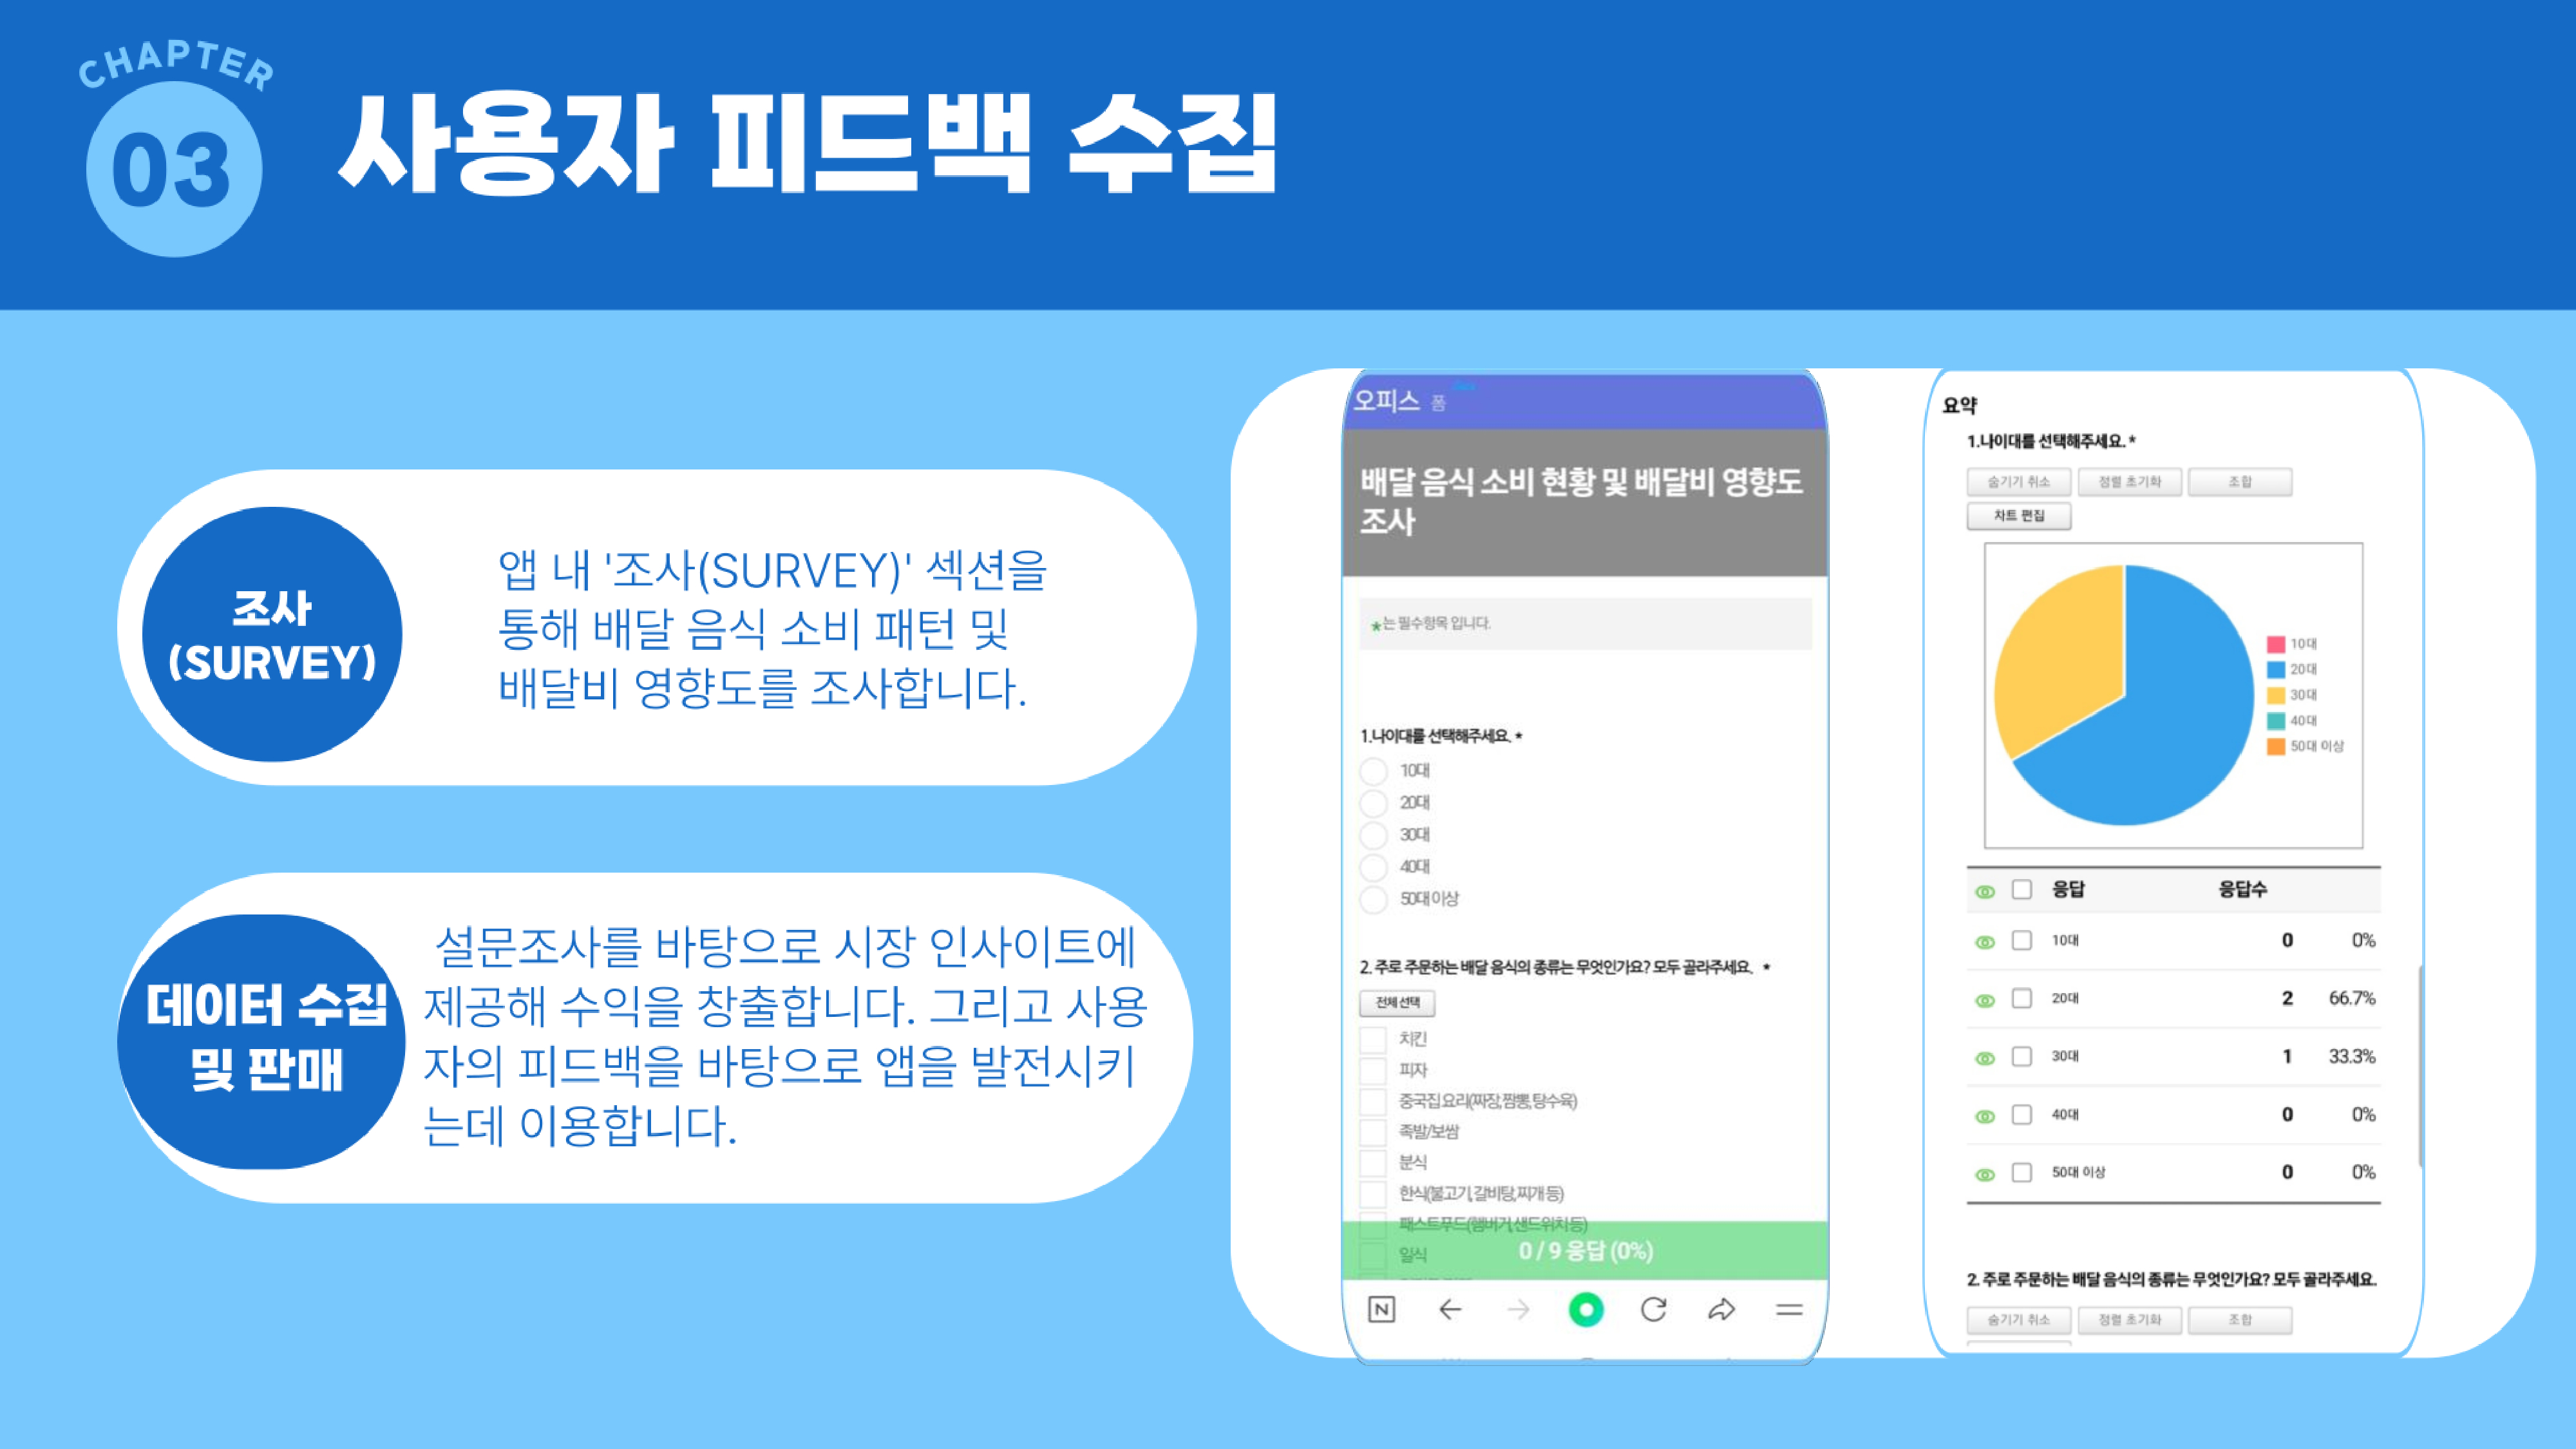 CHAPTER
03
사용자 피드백 수집
조사
(SURVEY)
앱 내 '조사(SURVEY)' 섹션을
통해 배달 음식 소비 패턴 및
배달비 영향도를 조사합니다.
데이터 수집
및 판매
설문조사를 바탕으로 시장 인사이트에
제공해 수익을 창출합니다. 그리고 사용
자의 피드백을 바탕으로 앱을 발전시키
는데 이용합니다.
오피스 폼
배달 음식 소비 현황 및 배달비 영향도
조사
*는 필수항목 입니다.
1.나이대를 선택해주세요. *
10대
20대
30대
40대
50대 이상
2. 주로 주문하는 배달 음식의 종류는 무엇인가요? 모두 골라주세요. *
전체 선택
치킨
피자
중국집 요리(짜장,짬뽕,탕수육)
족발/보쌈
분식
한식(불고기,갈비탕,찌개 등)
패스트푸드(햄버거,샌드위치 등)
일식
0 / 9 응답 (0%)
N
요약
1.나이대를 선택해주세요. *
숨기기 취소 정렬 초기화 조합
차트 편집
10대
20대
30대
40대
50대 이상
응답 응답수
10대 0 0%
20대 2 66.7%
30대 1 33.3%
40대 0 0%
50대 이상 0 0%
2. 주로 주문하는 배달 음식의 종류는 무엇인가요? 모두 골라주세요.
숨기기 취소 정렬 초기화 조합